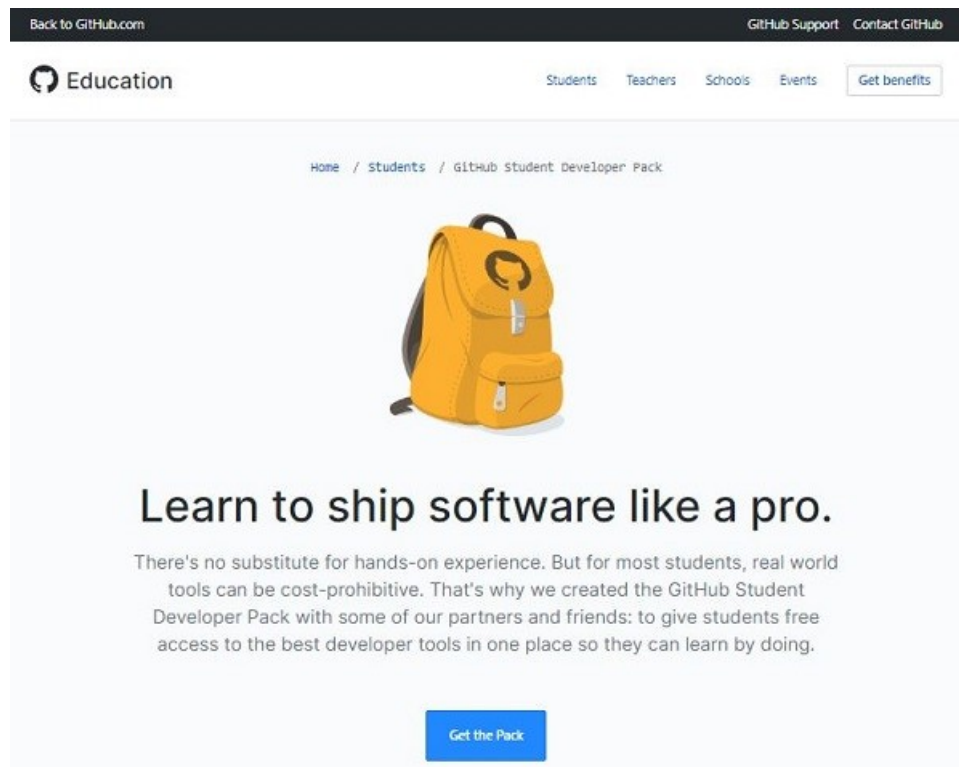 Back to GitHub.com GitHub Support Contact GitHub
Education Students Teachers Schools Events Get benefits
Home / Students / GitHub Student Developer Pack
Learn to ship software like a pro.
There's no substitute for hands-on experience. But for most students, real world
tools can be cost-prohibitive. That's why we created the GitHub Student
Developer Pack with some of our partners and friends: to give students free
access to the best developer tools in one place so they can learn by doing.
Get the Pack